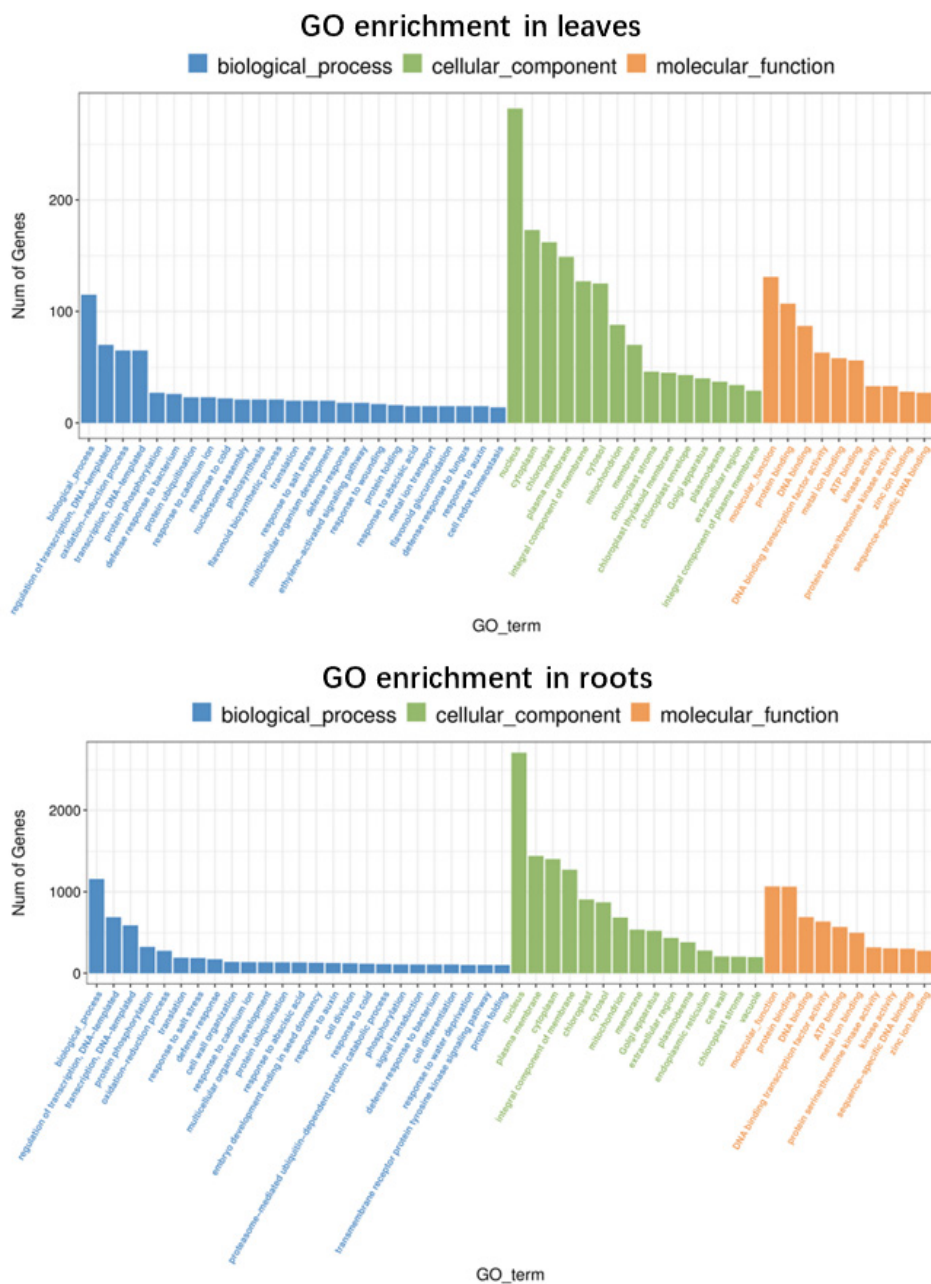 GO enrichment in leaves
biological_process cellular_component molecular_function
Num of Genes
200
100
0
biological_process
regulation of transcription, DNA-templated
oxidation-reduction process
transcription, DNA-templated
protein phosphorylation
defense response to bacterium
protein ubiquitination
response to cadmium ion
response to cold
nucleosome assembly
photosynthesis
flavonoid biosynthetic process
translation
response to salt stress
multicellular organism development
defense response
ethylene-activated signaling pathway
response to wounding
protein folding
response to abscisic acid
metal ion transport
flavonoid glucuronidation
defense response to fungus
response to auxin
cell redox homeostasis
nucleus
cytoplasm
chloroplast
plasma membrane
integral component of membrane
cytosol
mitochondrion
membrane
chloroplast stroma
chloroplast thylakoid membrane
chloroplast envelope
Golgi apparatus
plasmodesma
extracellular region
integral component of plasma membrane
molecular_function
protein binding
DNA binding
DNA binding transcription factor activity
metal ion binding
ATP binding
kinase activity
protein serine/threonine kinase activity
zinc ion binding
sequence-specific DNA binding
GO_term
GO enrichment in roots
biological_process cellular_component molecular_function
Num of Genes
2000
1000
0
biological_process
regulation of transcription, DNA-templated
transcription, DNA-templated
protein phosphorylation
oxidation-reduction process
translation
response to salt stress
defense response
cell wall organization
response to cadmium ion
multicellular organism development
protein ubiquitination
response to abscisic acid
embryo development ending in seed dormancy
response to auxin
cell division
response to cold
proteasome-mediated ubiquitin-dependent protein catabolic process
phosphorylation
signal transduction
defense response to bacterium
cell differentiation
response to water deprivation
transmembrane receptor protein tyrosine kinase signaling pathway
protein folding
nucleus
plasma membrane
cytoplasm
integral component of membrane
chloroplast
cytosol
mitochondrion
membrane
Golgi apparatus
extracellular region
plasmodesma
endoplasmic reticulum
cell wall
chloroplast stroma
vacuole
molecular_function
protein binding
DNA binding
DNA binding transcription factor activity
ATP binding
metal ion binding
protein serine/threonine kinase activity
kinase activity
sequence-specific DNA binding
zinc ion binding
GO_term